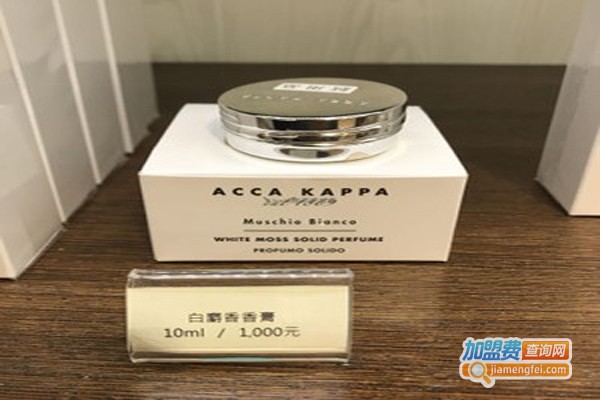 ACCA KAPPA
Muschio Bianco
WHITE MOSS SOLID PERFUME
PROFUMO SOLIDO
白麝香香膏
10ml / 1,000元
加盟费查询网
jiamengfei.com